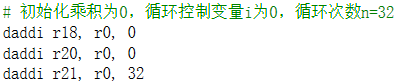 # 初始化乘积为0，循环控制变量i为0，循环次数n=32
daddi r18, r0, 0
daddi r20, r0, 0
daddi r21, r0, 32